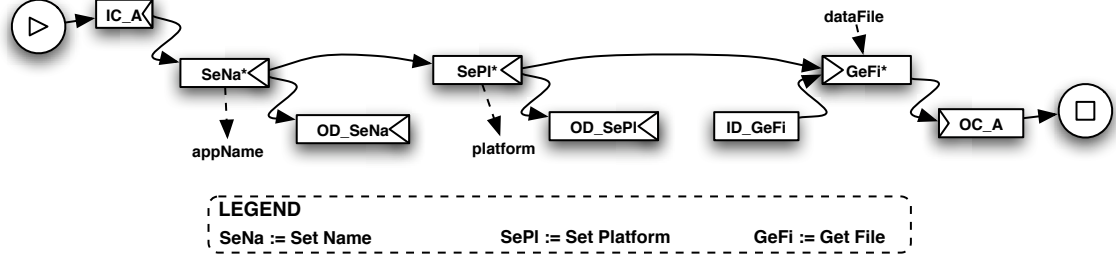 dataFile
IC_A
SeNa*
SePl*
GeFi*
OD_SeNa
OD_SePl
ID_GeFi
OC_A
appName
platform
LEGEND
SeNa := Set Name SePl := Set Platform GeFi := Get File